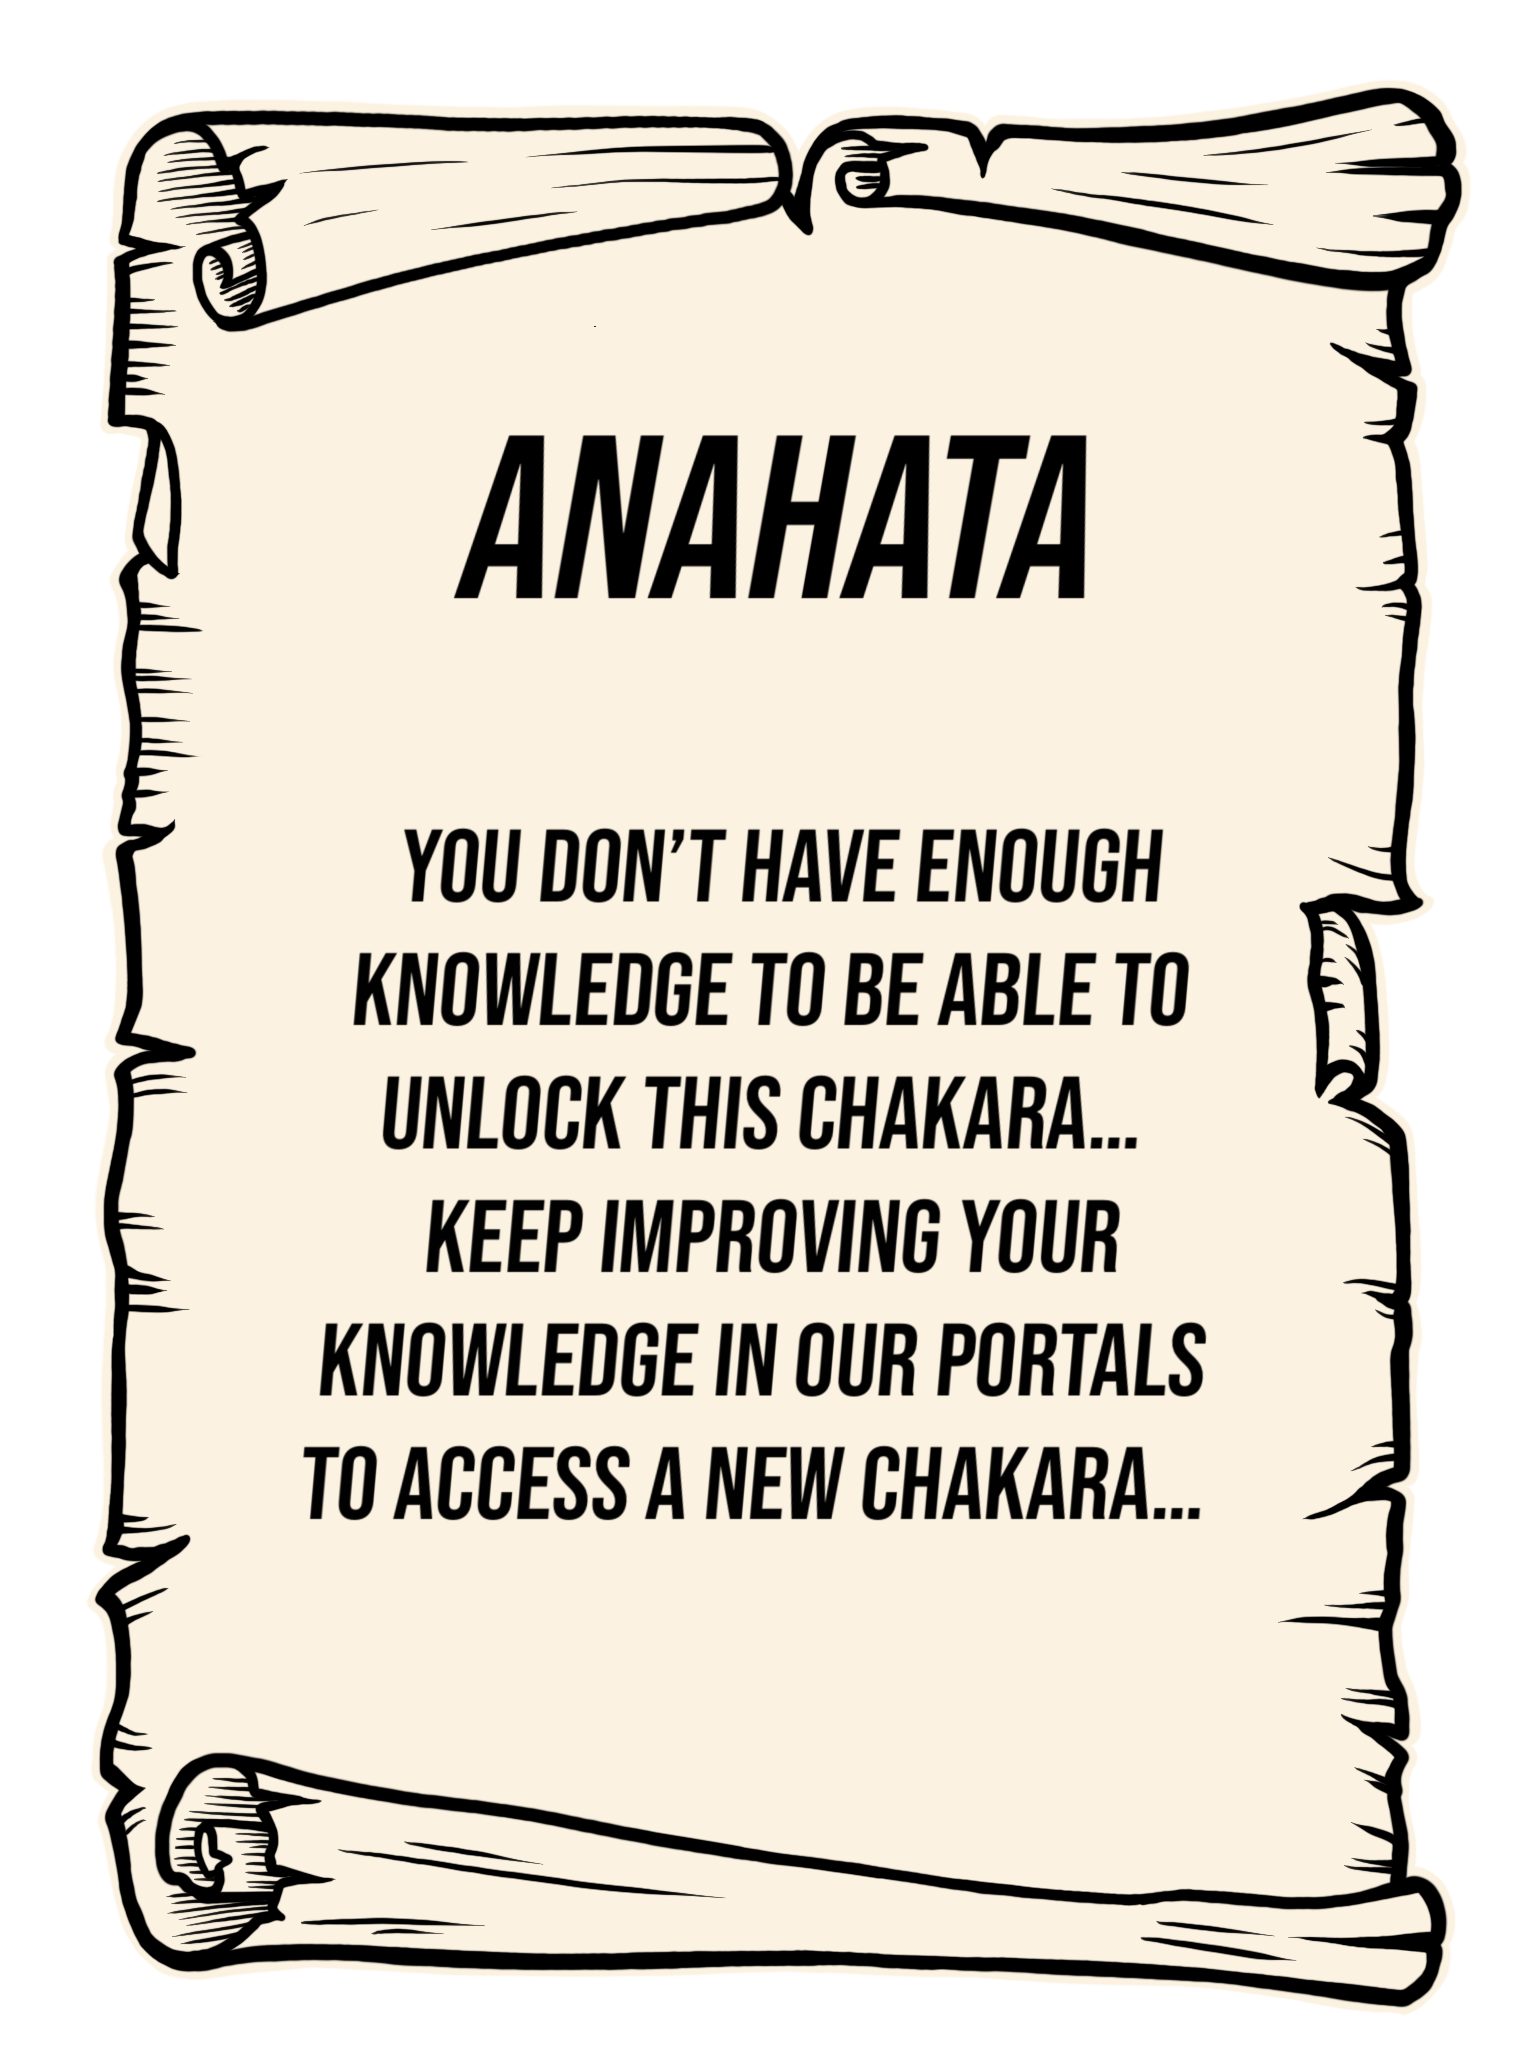 ANAHATA
YOU DON'T HAVE ENOUGH
KNOWLEDGE TO BE ABLE TO
UNLOCK THIS CHAKARA...
KEEP IMPROVING YOUR
KNOWLEDGE IN OUR PORTALS
TO ACCESS A NEW CHAKARA...